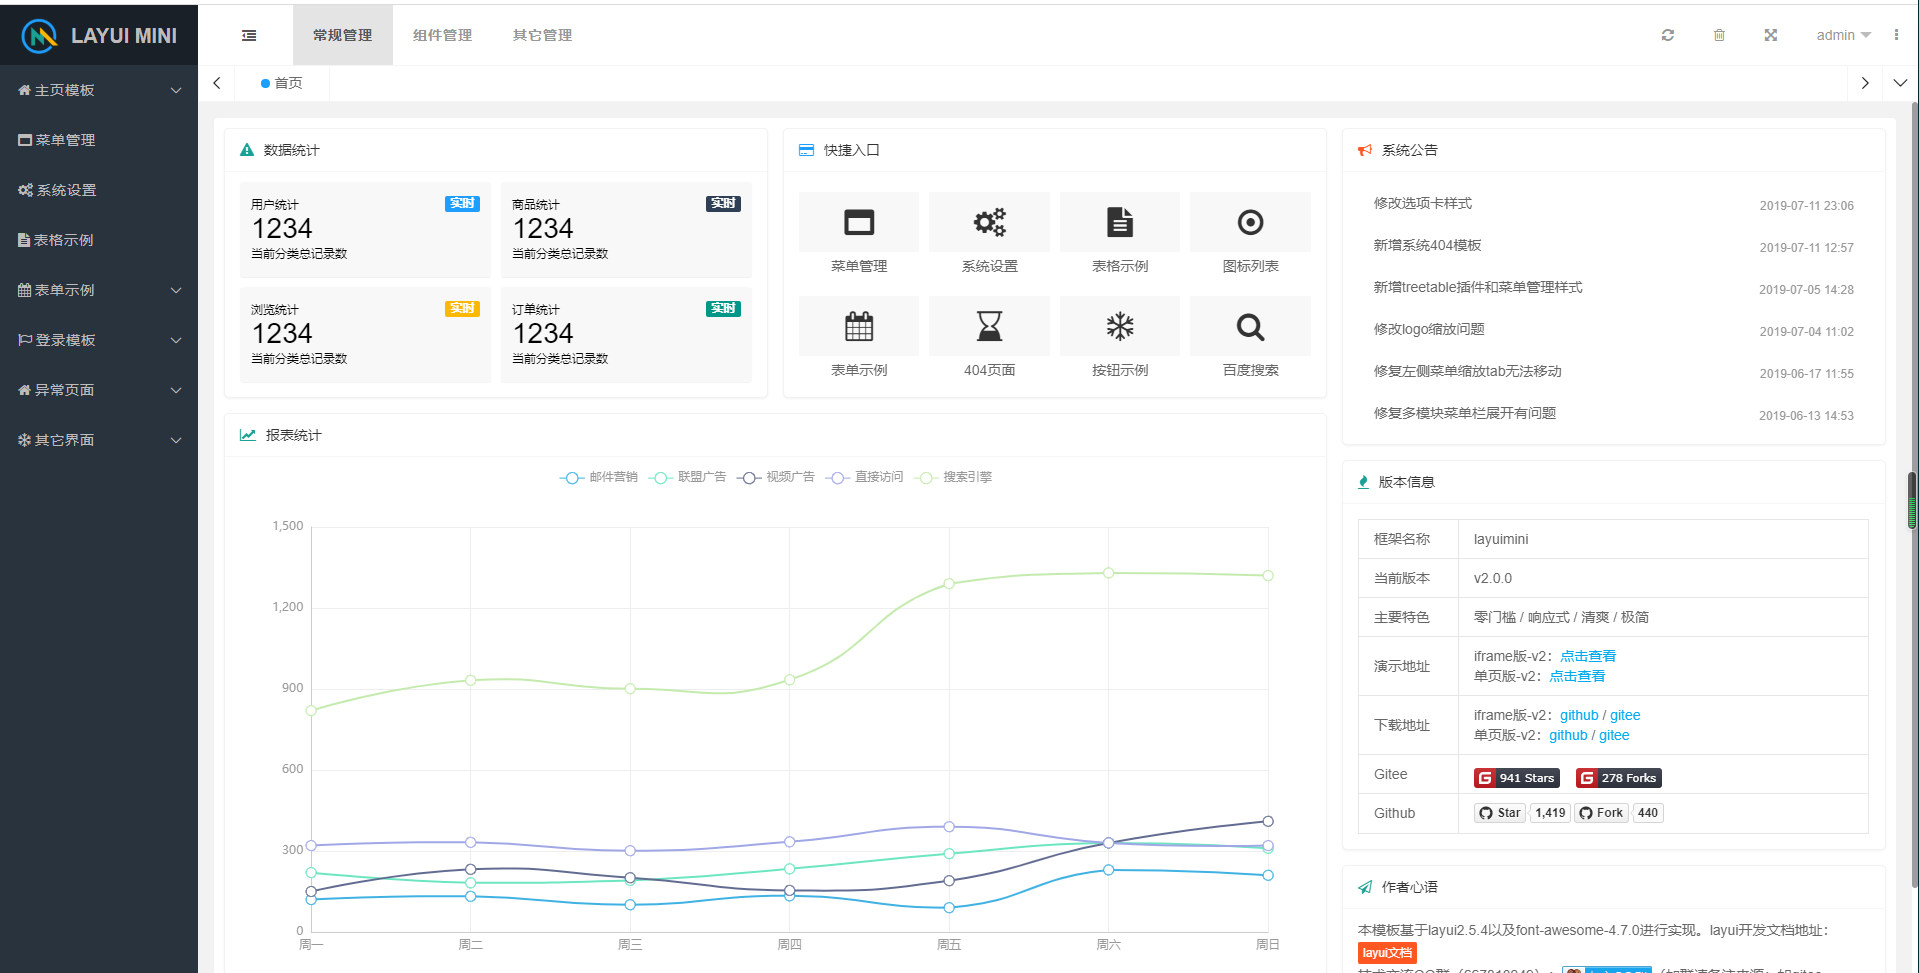 LAYUI MINI
常规管理
组件管理
其它管理
admin
主页模板
菜单管理
系统设置
表格示例
表单示例
登录模板
异常页面
其它界面
首页
数据统计
用户统计 实时
1234
当前分类总记录数
商品统计 实时
1234
当前分类总记录数
浏览统计 实时
1234
当前分类总记录数
订单统计 实时
1234
当前分类总记录数
快捷入口
菜单管理
系统设置
表格示例
图标列表
表单示例
404页面
按钮示例
百度搜索
报表统计
邮件营销 联盟广告 视频广告 直接访问 搜索引擎
1,500
1,200
900
600
300
0
周一 周二 周三 周四 周五 周六 周日
系统公告
修改选项卡样式 2019-07-11 23:06
新增系统404模板 2019-07-11 12:57
新增treetable插件和菜单管理样式 2019-07-05 14:28
修改logo缩放问题 2019-07-04 11:02
修复左侧菜单缩放tab无法移动 2019-06-17 11:55
修复多模块菜单栏展开有问题 2019-06-13 14:53
版本信息
框架名称 layuimini
当前版本 v2.0.0
主要特色 零门槛 / 响应式 / 清爽 / 极简
演示地址
iframe版-v2：点击查看
单页版-v2：点击查看
下载地址
iframe版-v2：github / gitee
单页版-v2：github / gitee
Gitee 941 Stars 278 Forks
Github Star 1,419 Fork 440
作者心语
本模板基于layui2.5.4以及font-awesome-4.7.0进行实现。layui开发文档地址：
layui文档